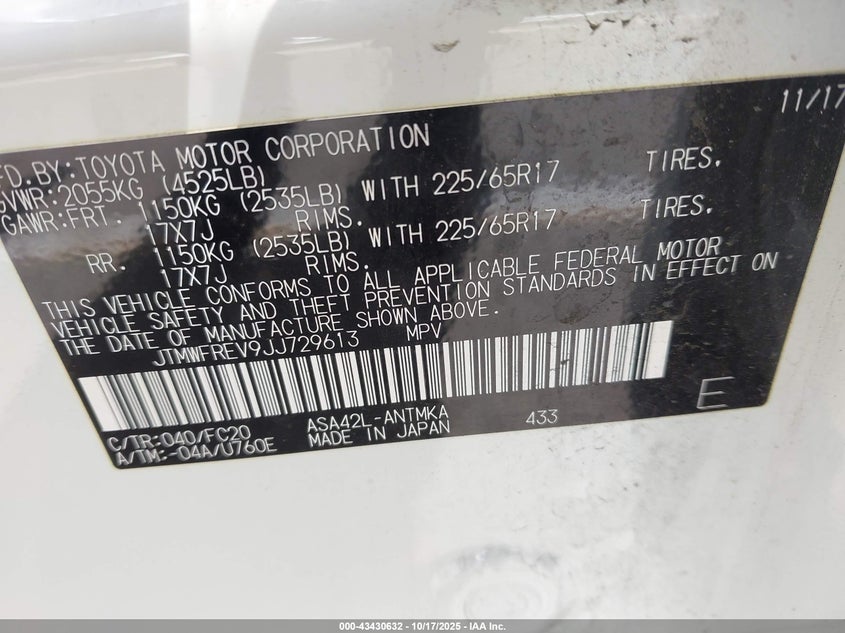 11/17
FD.BY:TOYOTA MOTOR CORPORATION
GVWR:2055KG (4525LB)
GAWR:FRT. 1150KG (2535LB) WITH 225/65R17 TIRES.
17X7J RIMS.
RR. 1150KG (2535LB) WITH 225/65R17 TIRES.
17X7J RIMS.
THIS VEHICLE CONFORMS TO ALL APPLICABLE FEDERAL MOTOR
VEHICLE SAFETY AND THEFT PREVENTION STANDARDS IN EFFECT ON
THE DATE OF MANUFACTURE SHOWN ABOVE.
JTMWFREV9JJ729613 MPV
C/TR:040/FC20 ASA42L-ANTMKA 433 E
A/TM:-04A/U760E MADE IN JAPAN
000-43430632 - 10/17/2025 - IAA Inc.